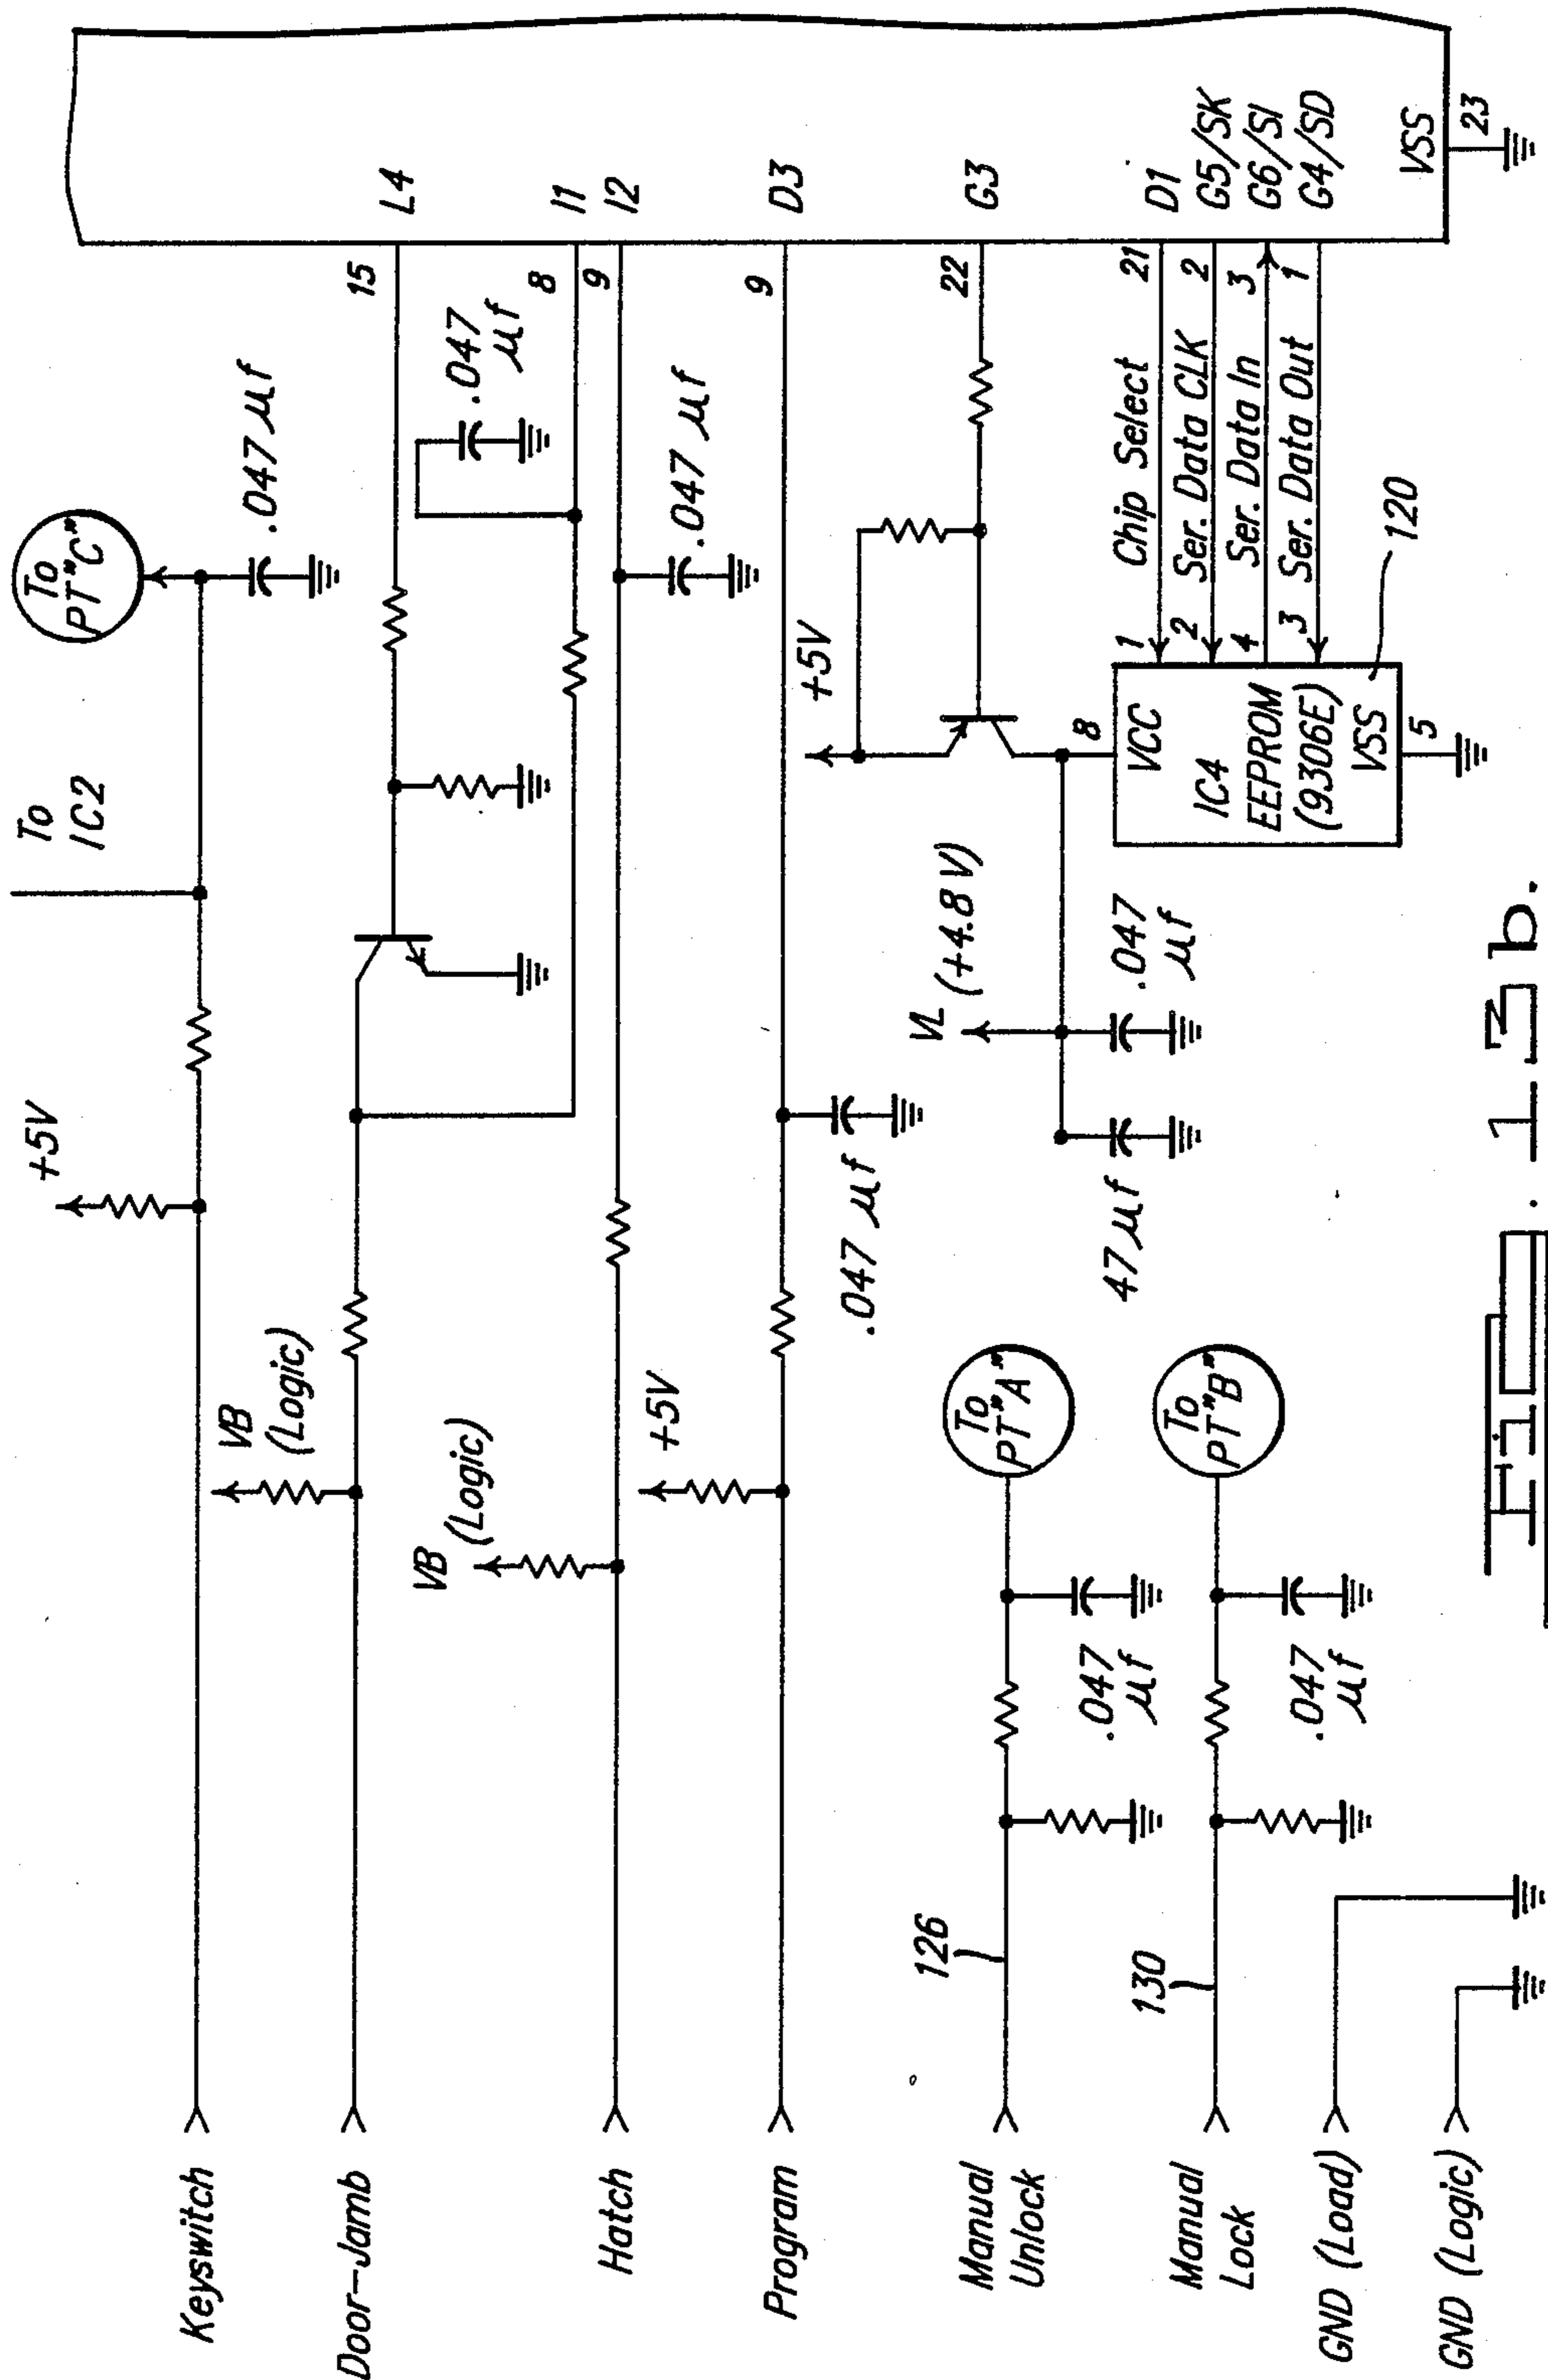 Keyswitch
+5V
To
IC2
To
PT"C"
.047 µf
Door-Jamb
VB
(Logic)
15
L4
.047
µf
8
I1
Hatch
VB
(Logic)
.047 µf
9
I2
Program
+5V
.047 µf
9
D3
Manual
Unlock
126
.047
µf
To
PT"A"
VL (+4.8V)
47µf
.047
µf
+5V
22
G3
Manual
Lock
130
.047
µf
To
PT"B"
8
VCC
IC4
EEPROM
(9306E)
VSS
5
1 Chip Select 21
D1
2 Ser. Data CLK 2
G5/SK
4 Ser. Data In 3
G6/SI
3 Ser. Data Out 1
G4/SD
120
VSS
23
GND (Load)
GND (Logic)
Fig. 13b.